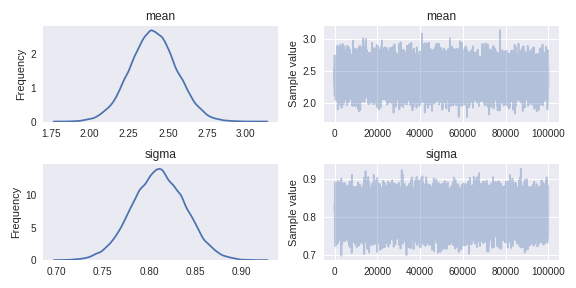 mean
Frequency
2
1
0
1.75 2.00 2.25 2.50 2.75 3.00
mean
Sample value
3.0
2.5
2.0
0 20000 40000 60000 80000 100000
sigma
Frequency
10
5
0
0.70 0.75 0.80 0.85 0.90
sigma
Sample value
0.9
0.8
0.7
0 20000 40000 60000 80000 100000